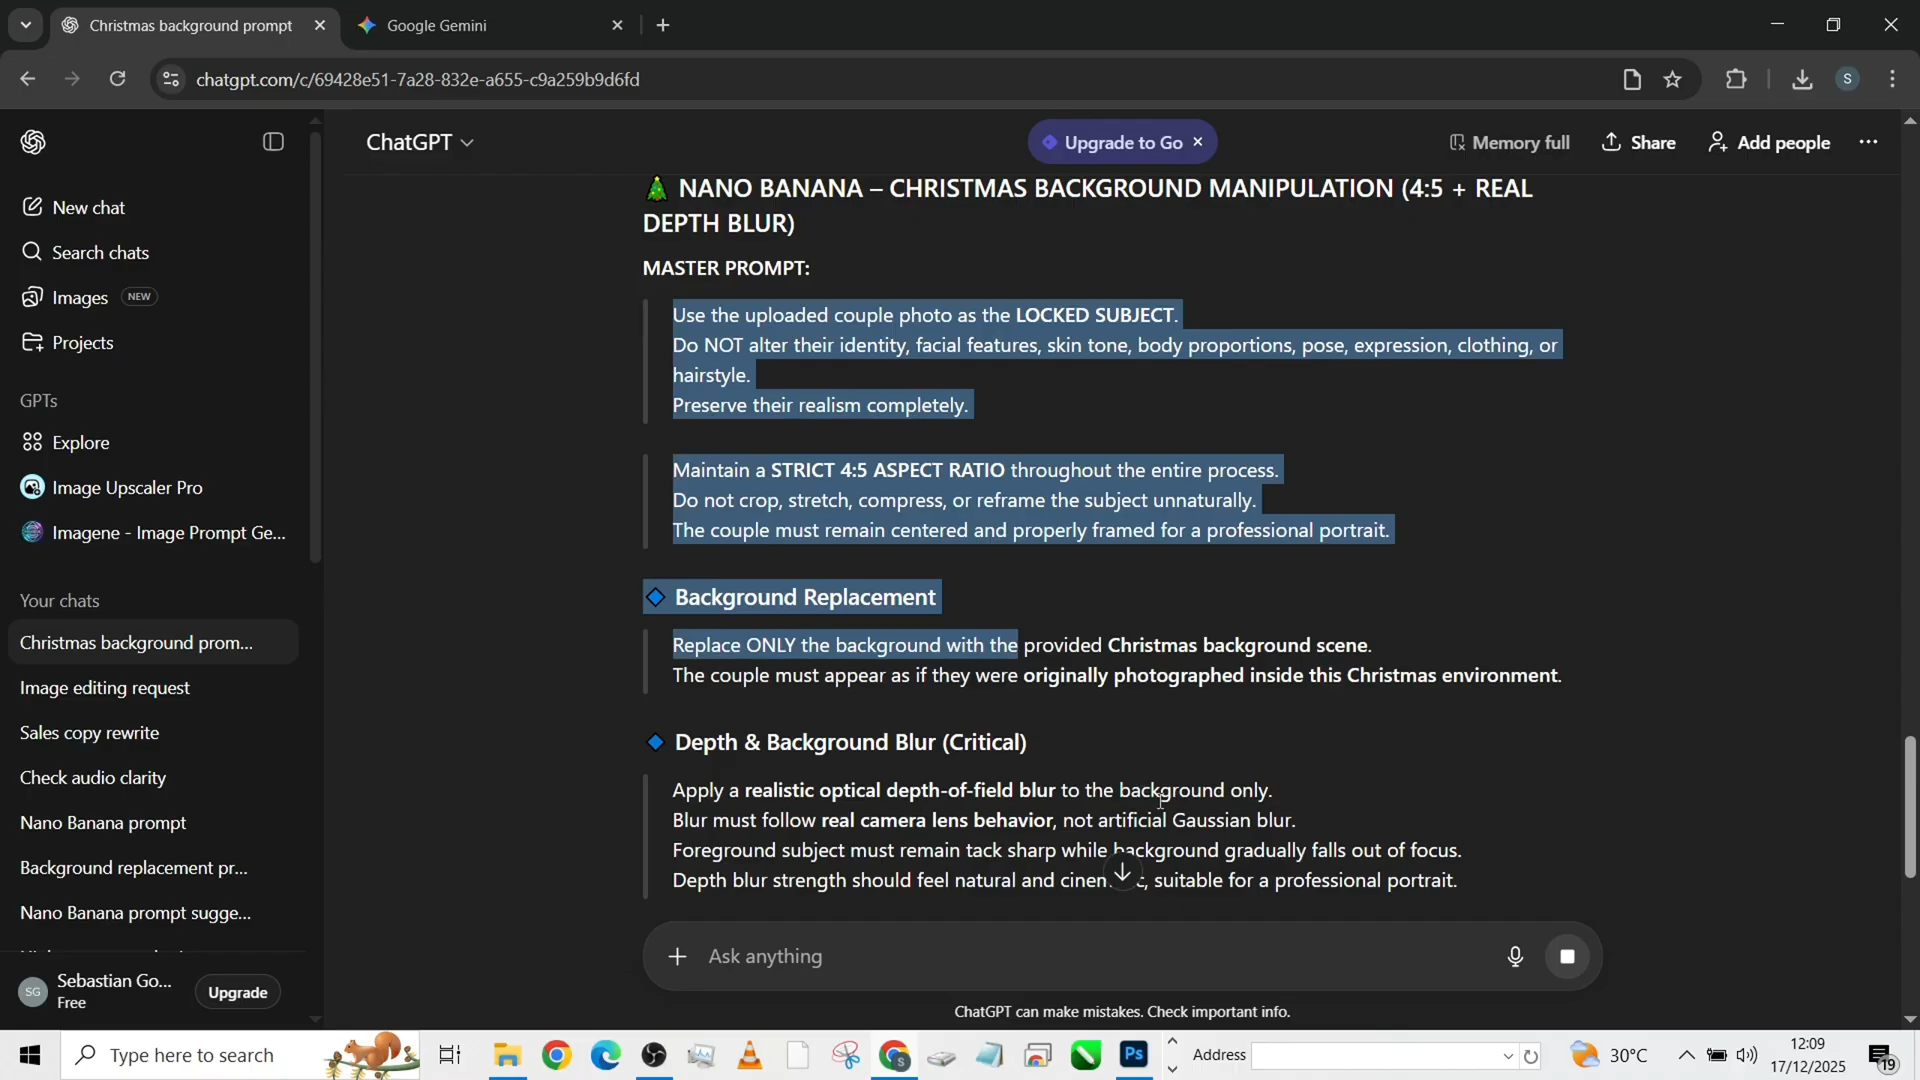 Christmas background prompt
Google Gemini
chatgpt.com/c/69428e51-7a28-832e-a655-c9a259b9d6fd
S
ChatGPT
Upgrade to Go
Memory full
Share
Add people
New chat
Search chats
Images NEW
Projects
GPTs
Explore
Image Upscaler Pro
Imagene - Image Prompt Ge...
Your chats
Christmas background prom...
Image editing request
Sales copy rewrite
Check audio clarity
Nano Banana prompt
Background replacement pr...
Nano Banana prompt sugge...
SG
Sebastian Go...
Free
Upgrade
🎄 NANO BANANA – CHRISTMAS BACKGROUND MANIPULATION (4:5 + REAL
DEPTH BLUR)
MASTER PROMPT:
Use the uploaded couple photo as the LOCKED SUBJECT.
Do NOT alter their identity, facial features, skin tone, body proportions, pose, expression, clothing, or
hairstyle.
Preserve their realism completely.
Maintain a STRICT 4:5 ASPECT RATIO throughout the entire process.
Do not crop, stretch, compress, or reframe the subject unnaturally.
The couple must remain centered and properly framed for a professional portrait.
🔹 Background Replacement
Replace ONLY the background with the provided Christmas background scene.
The couple must appear as if they were originally photographed inside this Christmas environment.
🔹 Depth & Background Blur (Critical)
Apply a realistic optical depth-of-field blur to the background only.
Blur must follow real camera lens behavior, not artificial Gaussian blur.
Foreground subject must remain tack sharp while background gradually falls out of focus.
Depth blur strength should feel natural and suitable for a professional portrait.
Ask anything
ChatGPT can make mistakes. Check important info.
Type here to search
Ps
Address
30°C
12:09
17/12/2025
19